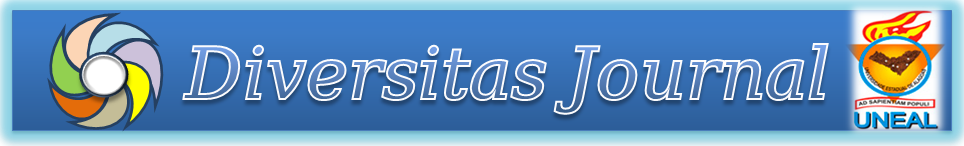 Diversitas Journal
AD SAPIENTIAM POPULI
UNEAL